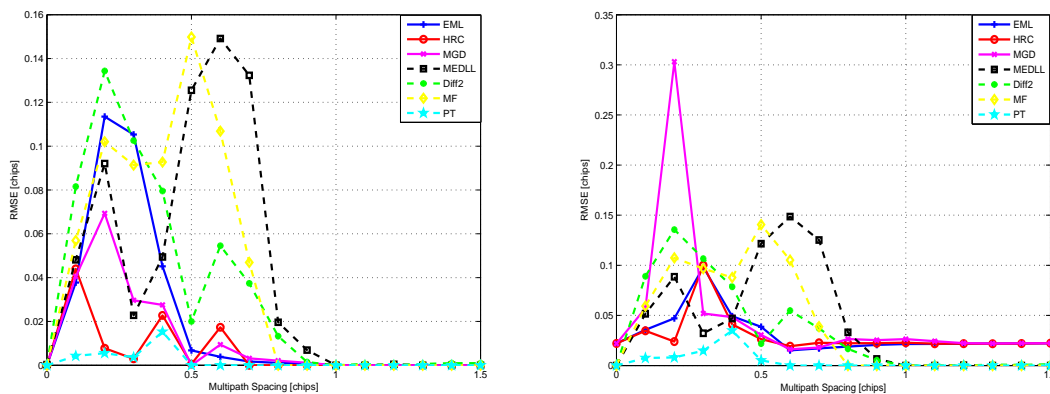 0.16
0.14
0.12
0.1
0.08
0.06
0.04
0.02
0
0
0.5
1
1.5
RMSE [chips]
Multipath Spacing [chips]
EML
HRC
MGD
MEDLL
Diff2
MF
PT
0.35
0.3
0.25
0.2
0.15
0.1
0.05
0
0
0.5
1
1.5
RMSE [chips]
Multipath Spacing [chips]
EML
HRC
MGD
MEDLL
Diff2
MF
PT